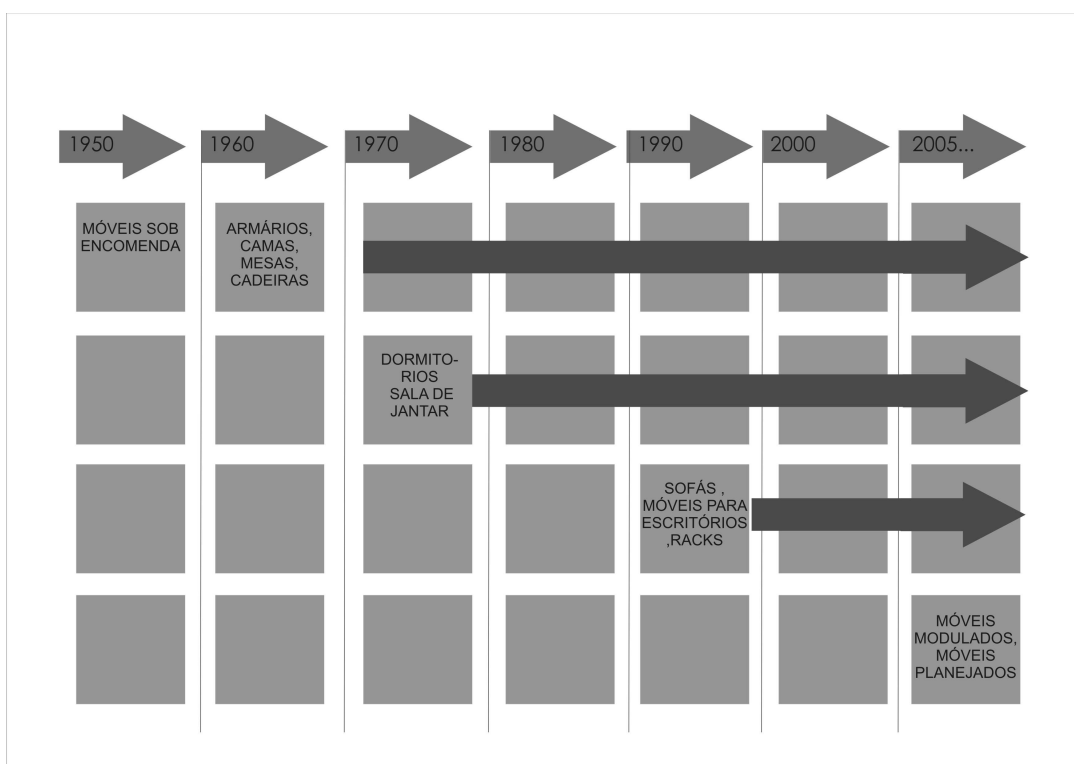 1950
1960
1970
1980
1990
2000
2005...
MÓVEIS SOB
ENCOMENDA
ARMÁRIOS,
CAMAS,
MESAS,
CADEIRAS
DORMITO-
RIOS
SALA DE
JANTAR
SOFÁS ,
MÓVEIS PARA
ESCRITÓRIOS
,RACKS
MÓVEIS
MODULADOS,
MÓVEIS
PLANEJADOS